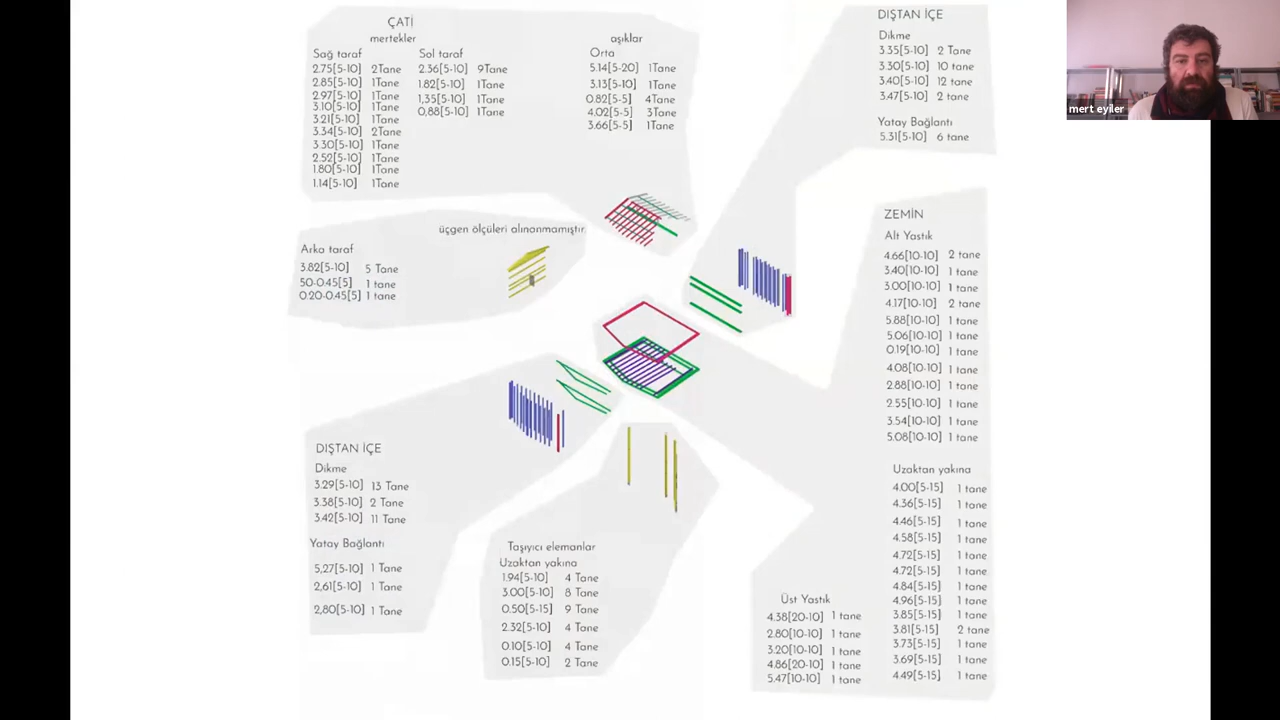 ÇATİ
mertekler
Sağ taraf
2.75[5-10] 2Tane
2.85[5-10] 1Tane
2.97[5-10] 1Tane
3.10[5-10] 1Tane
3.21[5-10] 1Tane
3.34[5-10] 2Tane
3.30[5-10] 1Tane
2.52[5-10] 1Tane
1.80[5-10] 1Tane
1.14[5-10] 1Tane
Sol taraf
2.36[5-10] 9Tane
1.82[5-10] 1Tane
1,35[5-10] 1Tane
0,88[5-10] 1Tane
aşıklar
Orta
5.14[5-20] 1Tane
3.13[5-10] 1Tane
0.82[5-5] 4Tane
4.02[5-5] 3Tane
3.66[5-5] 1Tane
DIŞTAN İÇE
Dikme
3.35[5-10] 2 Tane
3.30[5-10] 10 tane
3.40[5-10] 12 tane
3.47[5-10] 2 tane
Yatay Bağlantı
5.31[5-10] 6 tane
mert eyiler
üçgen ölçüleri alınanmamıştır.
Arka taraf
3.82[5-10] 5 Tane
50-0.45[5] 1 tane
0.20-0.45[5] 1 tane
ZEMİN
Alt Yastık
4.66[10-10] 2 tane
3.40[10-10] 1 tane
3.00[10-10] 1 tane
4.17[10-10] 2 tane
5.88[10-10] 1 tane
5.06[10-10] 1 tane
0.19[10-10] 1 tane
4.08[10-10] 1 tane
2.88[10-10] 1 tane
2.55[10-10] 1 tane
3.54[10-10] 1 tane
5.08[10-10] 1 tane
Uzaktan yakına
4.00[5-15] 1 tane
4.36[5-15] 1 tane
4.46[5-15] 1 tane
4.58[5-15] 1 tane
4.72[5-15] 1 tane
4.72[5-15] 1 tane
4.84[5-15] 1 tane
4.96[5-15] 1 tane
3.85[5-15] 1 tane
3.81[5-15] 2 tane
3.73[5-15] 1 tane
3.69[5-15] 1 tane
4.49[5-15] 1 tane
DIŞTAN İÇE
Dikme
3.29[5-10] 13 Tane
3.38[5-10] 2 Tane
3.42[5-10] 11 Tane
Yatay Bağlantı
5,27[5-10] 1 Tane
2,61[5-10] 1 Tane
2,80[5-10] 1 Tane
Taşıyıcı elemanlar
Uzaktan yakına
1.94[5-10] 4 Tane
3.00[5-10] 8 Tane
0.50[5-15] 9 Tane
2.32[5-10] 4 Tane
0.10[5-10] 4 Tane
0.15[5-10] 2 Tane
Üst Yastık
4.38[20-10] 1 tane
2.80[10-10] 1 tane
3.20[10-10] 1 tane
4.86[20-10] 1 tane
5.47[10-10] 1 tane